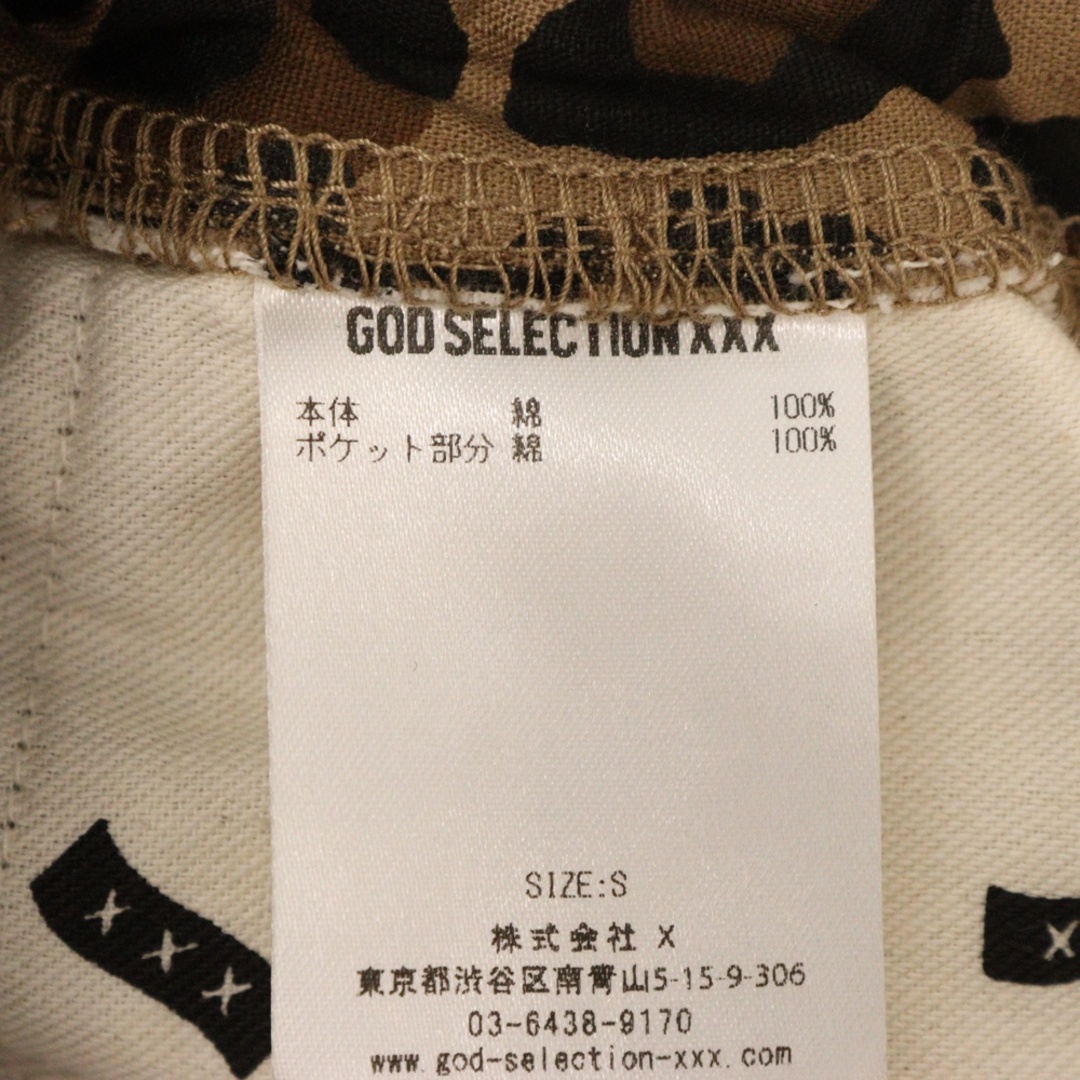 GOD SELECTION XXX
本体 綿 100%
ポケット部分 綿 100%
SIZE:S
株式会社 X
東京都渋谷区南青山5-15-9-306
03-6438-9170
www.god-selection-xxx.com
XXX
X